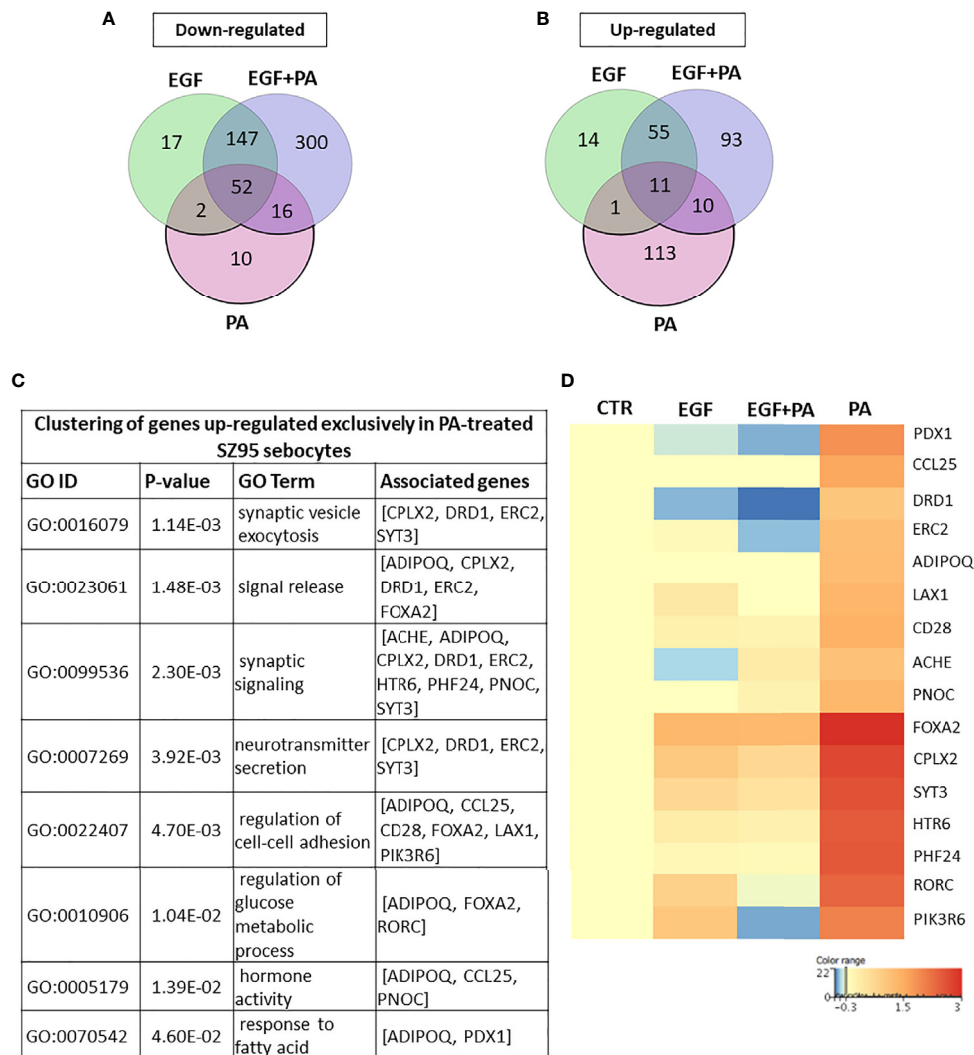 A
Down-regulated
EGF
EGF+PA
17
147
300
52
2
16
10
PA
B
Up-regulated
EGF
EGF+PA
14
55
93
11
1
10
113
PA
C
Clustering of genes up-regulated exclusively in PA-treated
SZ95 sebocytes
GO ID P-value GO Term Associated genes
GO:0016079 1.14E-03 synaptic vesicle exocytosis [CPLX2, DRD1, ERC2, SYT3]
GO:0023061 1.48E-03 signal release [ADIPOQ, CPLX2, DRD1, ERC2, FOXA2]
GO:0099536 2.30E-03 synaptic signaling [ACHE, ADIPOQ, CPLX2, DRD1, ERC2, HTR6, PHF24, PNOC, SYT3]
GO:0007269 3.92E-03 neurotransmitter secretion [CPLX2, DRD1, ERC2, SYT3]
GO:0022407 4.70E-03 regulation of cell-cell adhesion [ADIPOQ, CCL25, CD28, FOXA2, LAX1, PIK3R6]
GO:0010906 1.04E-02 regulation of glucose metabolic process [ADIPOQ, FOXA2, RORC]
GO:0005179 1.39E-02 hormone activity [ADIPOQ, CCL25, PNOC]
GO:0070542 4.60E-02 response to fatty acid [ADIPOQ, PDX1]
D
CTR EGF EGF+PA PA
PDX1
CCL25
DRD1
ERC2
ADIPOQ
LAX1
CD28
ACHE
PNOC
FOXA2
CPLX2
SYT3
HTR6
PHF24
RORC
PIK3R6
Color range
22
0
-0.3 1.5 3